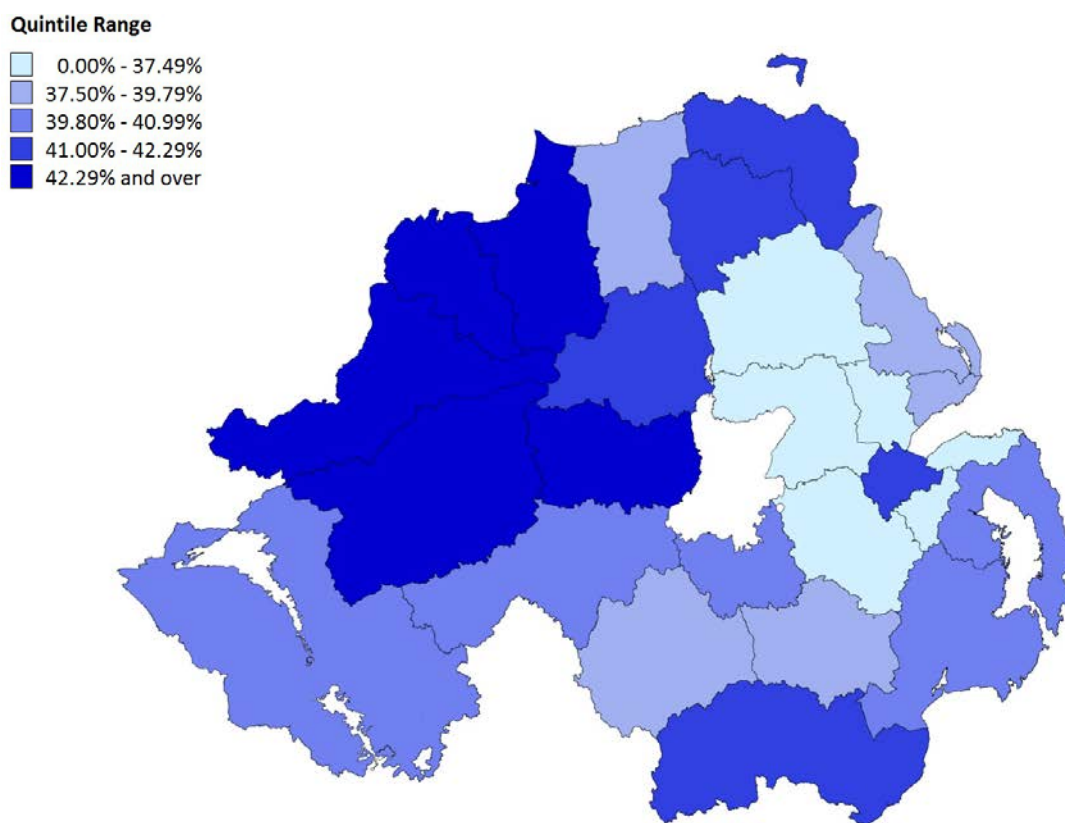 Quintile Range
0.00% - 37.49%
37.50% - 39.79%
39.80% - 40.99%
41.00% - 42.29%
42.29% and over